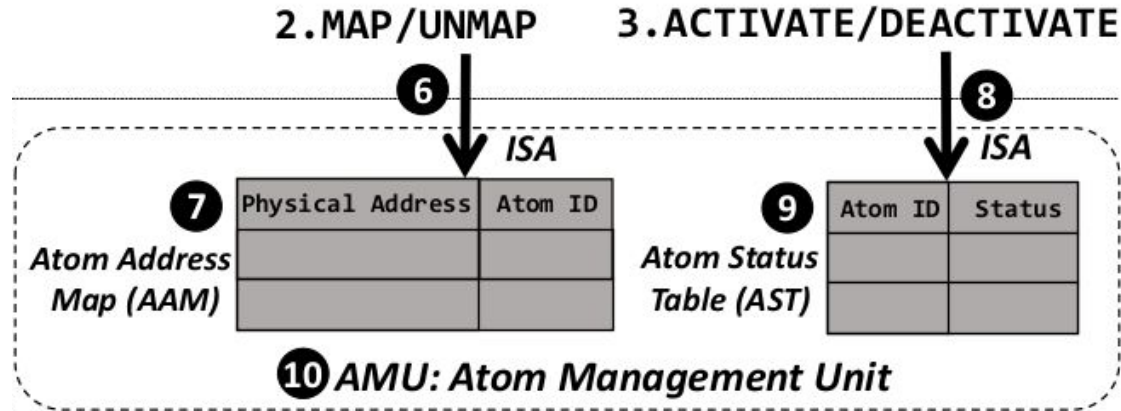 2.MAP/UNMAP
3.ACTIVATE/DEACTIVATE
6
8
ISA
ISA
7
Physical Address
Atom ID
9
Atom ID
Status
Atom Address
Map (AAM)
Atom Status
Table (AST)
10 AMU: Atom Management Unit